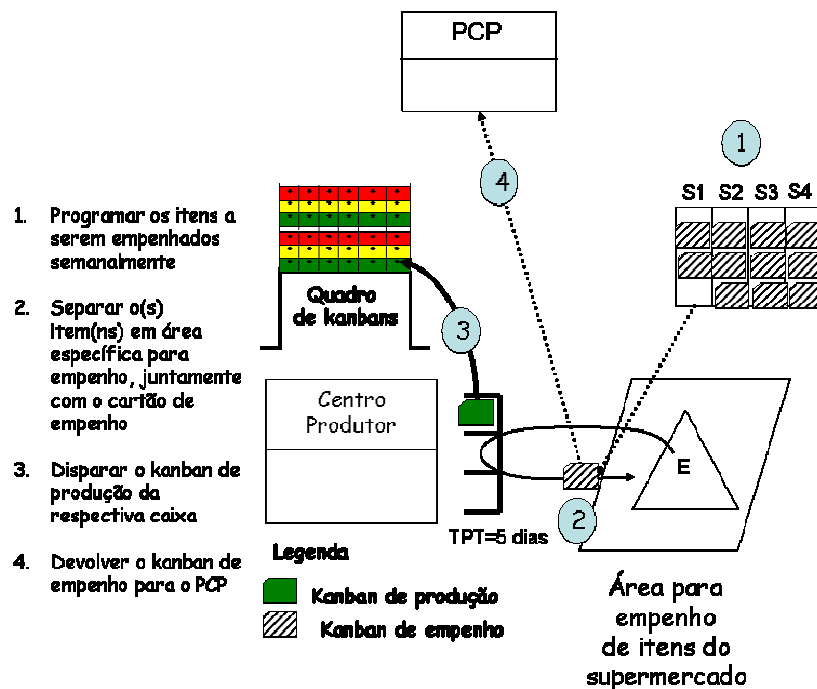 PCP
1
4
S1 S2 S3 S4
1. Programar os itens a
serem empenhados
semanalmente
2. Separar o(s)
Item(ns) em área
específica para
empenho, juntamente
com o cartão de
empenho
3. Disparar o kanban de
produção da
respectiva caixa
4. Devolver o kanban de
empenho para o PCP
Quadro
de kanbans
3
Centro
Produtor
E
2
TPT=5 dias
Legenda
Kanban de produção
Kanban de empenho
Área para
empenho
de itens do
supermercado